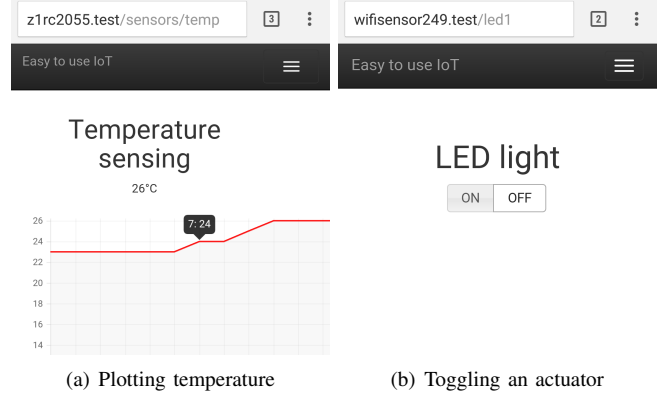 z1rc2055.test/sensors/temp
3
Easy to use IoT
Temperature
sensing
26°C
26
24
22
20
18
16
14
7: 24
(a) Plotting temperature
wifisensor249.test/led1
2
Easy to use IoT
LED light
ON OFF
(b) Toggling an actuator